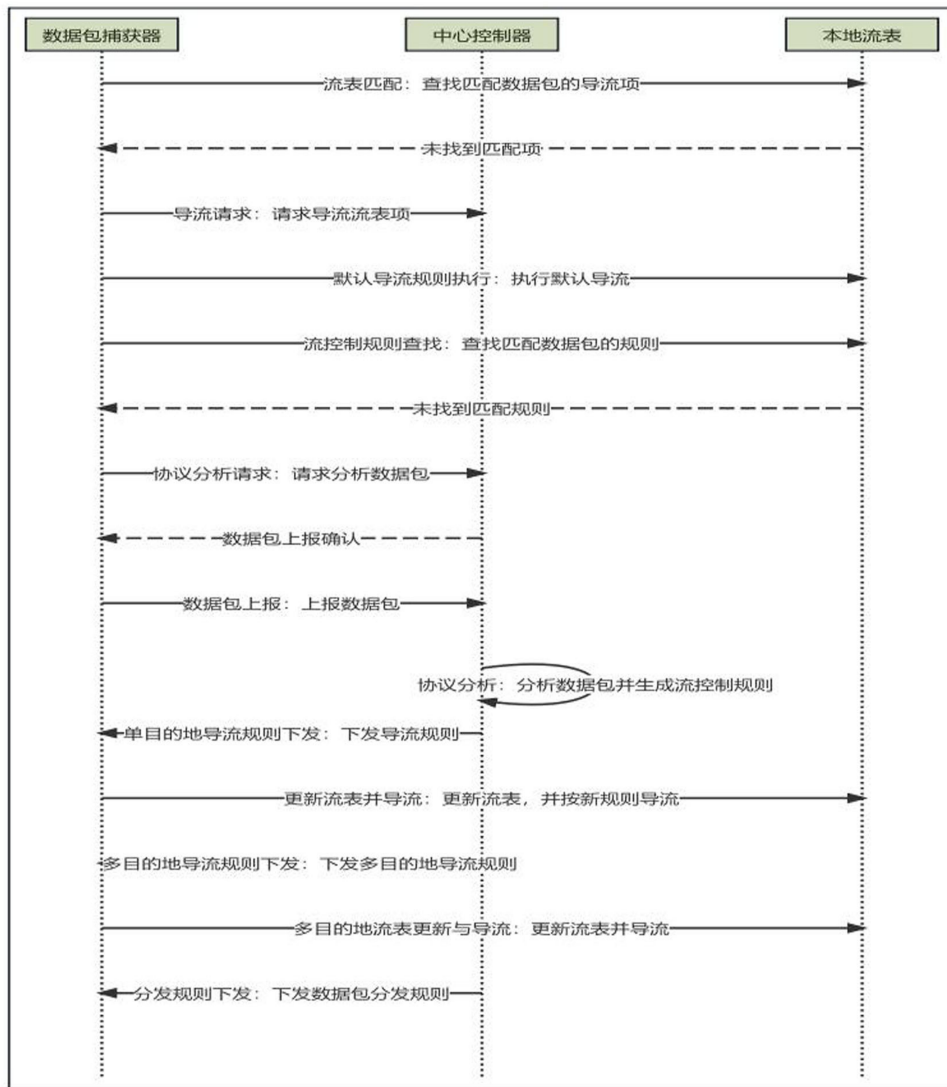 数据包捕获器
中心控制器
本地流表
流表匹配：查找匹配数据包的导流项
未找到匹配项
导流请求：请求导流流表项
默认导流规则执行：执行默认导流
流控制规则查找：查找匹配数据包的规则
未找到匹配规则
协议分析请求：请求分析数据包
数据包上报确认
数据包上报：上报数据包
协议分析：分析数据包并生成流控制规则
单目的地导流规则下发：下发导流规则
更新流表并导流：更新流表，并按新规则导流
多目的地导流规则下发：下发多目的地导流规则
多目的地流表更新与导流：更新流表并导流
分发规则下发：下发数据包分发规则